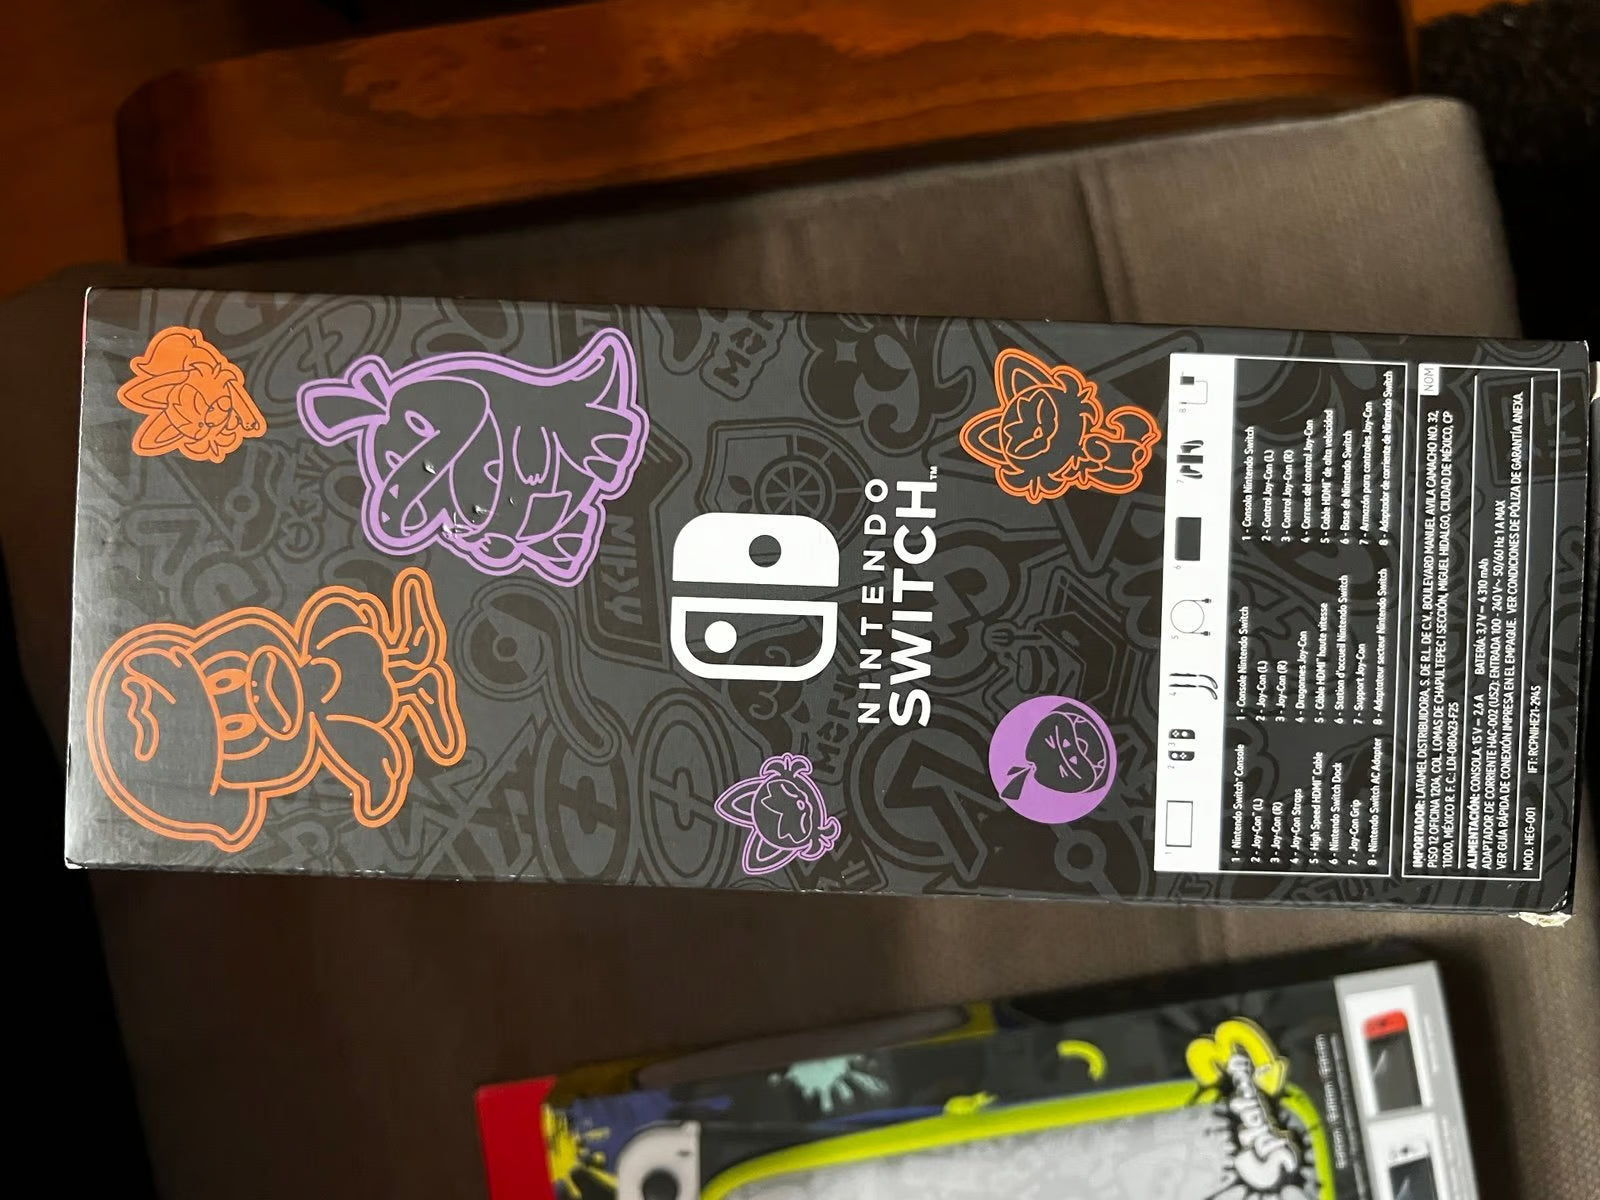 NINTENDO
SWITCH™
1 - Nintendo Switch™ Console
2 - Joy-Con™ (L)
3 - Joy-Con (R)
4 - Joy-Con Straps
5 - High Speed HDMI™ Cable
6 - Nintendo Switch Dock
7 - Joy-Con Grip
8 - Nintendo Switch AC Adapter
1 - Console Nintendo Switch
2 - Joy-Con (L)
3 - Joy-Con (R)
4 - Dragonnes Joy-Con
5 - Câble HDMI™ haute vitesse
6 - Station d'accueil Nintendo Switch
7 - Support Joy-Con
8 - Adaptateur secteur Nintendo Switch
1 - Consola Nintendo Switch
2 - Control Joy-Con (L)
3 - Control Joy-Con (R)
4 - Correas del control Joy-Con
5 - Cable HDMI™ de alta velocidad
6 - Base de Nintendo Switch
7 - Armazón para controles Joy-Con
8 - Adaptador de corriente de Nintendo Switch
IMPORTADOR: LATAMEL DISTRIBUIDORA, S. DE R.L. DE C.V. BOULEVARD MANUEL AVILA CAMACHO NO. 32,
PISO 12 OFICINA 120A, COL. LOMAS DE CHAPULTEPEC I SECCIÓN, MIGUEL HIDALGO, CIUDAD DE MÉXICO, CP
11000, MÉXICO R. F. C.: LDI-080623-F25
NOM
ALIMENTACIÓN: CONSOLA: 15 V⎓ 2,6 A BATERÍA: 3,7 V⎓ 4 310 mAh
ADAPTADOR DE CORRIENTE HAC-002 (USZ): ENTRADA 100 - 240 V~ 50/60 Hz 1 A MAX
VER GUÍA RÁPIDA DE CONEXIÓN IMPRESA EN EL EMPAQUE. VER CONDICIONES DE PÓLIZA DE GARANTÍA ANEXA.
MOD. HEG-001 IFT: RCPNIHE21-2945
Splatoon